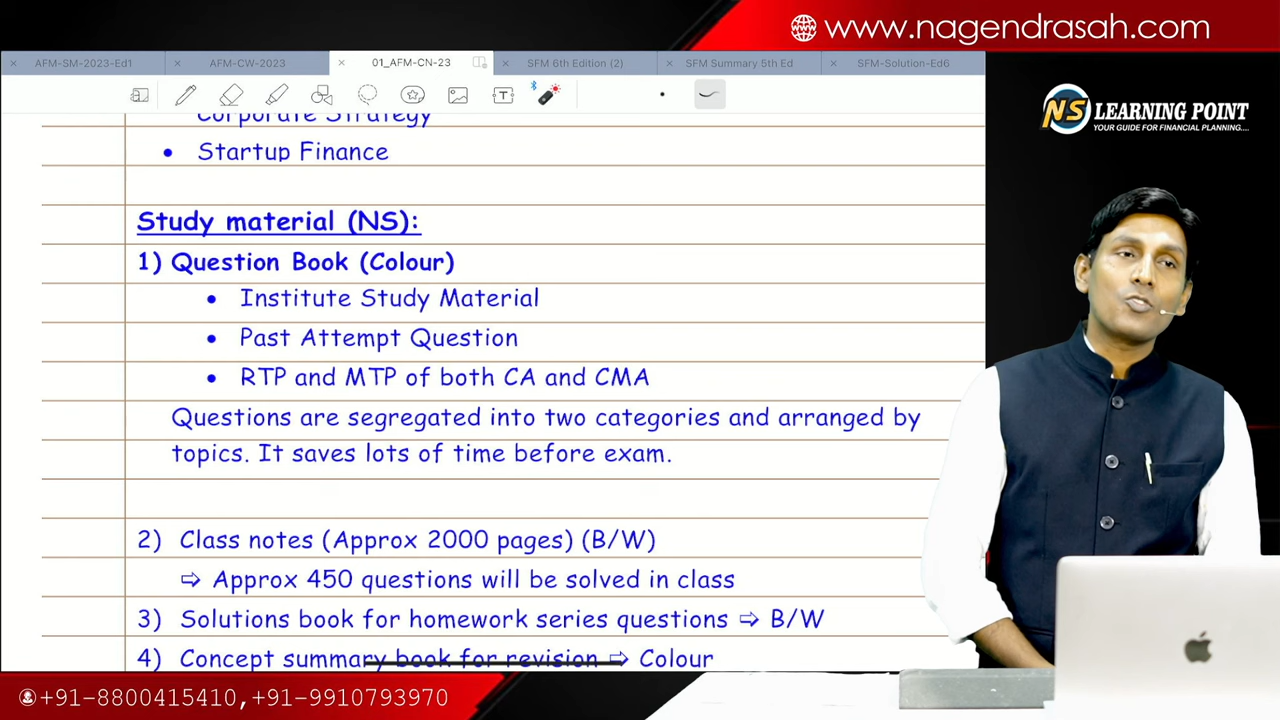 www.nagendrasah.com
AFM-SM-2023-Ed1
AFM-CW-2023
01_AFM-CN-23
SFM 6th Edition (2)
SFM Summary 5th Ed
SFM-Solution-Ed6
NS LEARNING POINT
YOUR GUIDE FOR FINANCIAL PLANNING....
Corporate Strategy
• Startup Finance
Study material (NS):
1) Question Book (Colour)
• Institute Study Material
• Past Attempt Question
• RTP and MTP of both CA and CMA
Questions are segregated into two categories and arranged by
topics. It saves lots of time before exam.
2) Class notes (Approx 2000 pages) (B/W)
⇨ Approx 450 questions will be solved in class
3) Solutions book for homework series questions ⇨ B/W
4) Concept summary book for revision ⇨ Colour
+91-8800415410,+91-9910793970